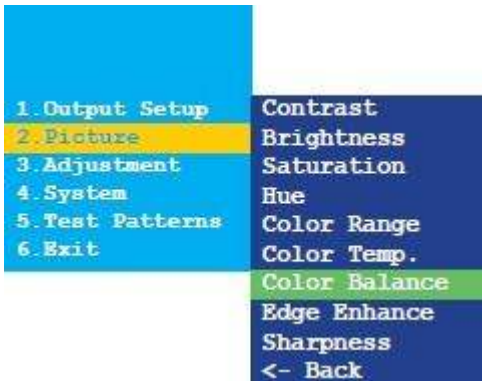 1.Output Setup
2.Picture
3.Adjustment
4.System
5.Test Patterns
6.Exit
Contrast
Brightness
Saturation
Hue
Color Range
Color Temp.
Color Balance
Edge Enhance
Sharpness
<- Back